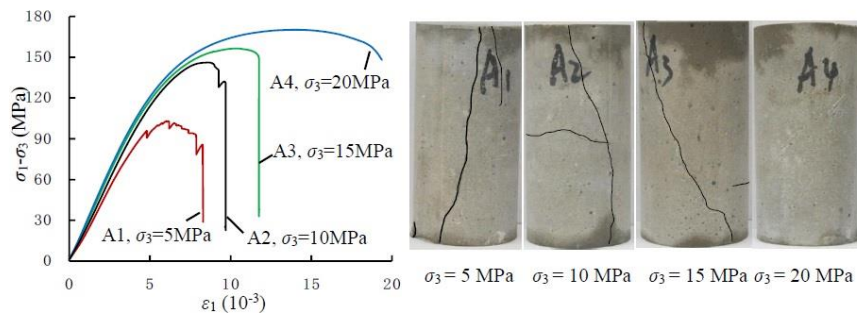 180
150
120
90
60
30
0
σ₁-σ₃ (MPa)
0
5
10
15
20
ε₁ (10⁻³)
A4, σ₃=20MPa
A3, σ₃=15MPa
A1, σ₃=5MPa
A2, σ₃=10MPa
A1
A2
A3
A4
σ₃ = 5 MPa
σ₃ = 10 MPa
σ₃ = 15 MPa
σ₃ = 20 MPa